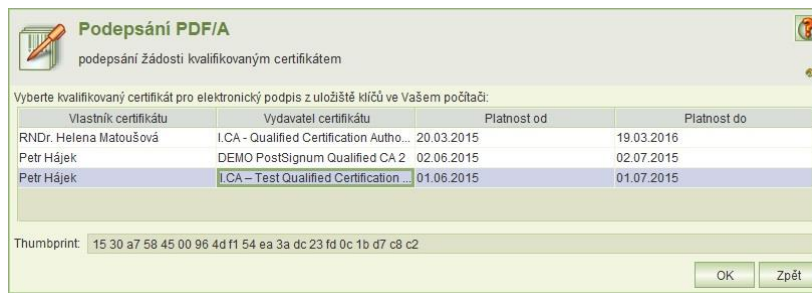 Podepsání PDF/A
podepsání žádosti kvalifikovaným certifikátem
Vyberte kvalifikovaný certifikát pro elektronický podpis z uložiště klíčů ve Vašem počítači:
Vlastník certifikátu Vydavatel certifikátu Platnost od Platnost do
RNDr. Helena Matoušová I.CA - Qualified Certification Autho... 20.03.2015 19.03.2016
Petr Hájek DEMO PostSignum Qualified CA 2 02.06.2015 02.07.2015
Petr Hájek I.CA – Test Qualified Certification ... 01.06.2015 01.07.2015
Thumbprint: 15 30 a7 58 45 00 96 4d f1 54 ea 3a dc 23 fd 0c 1b d7 c8 c2
OK Zpět